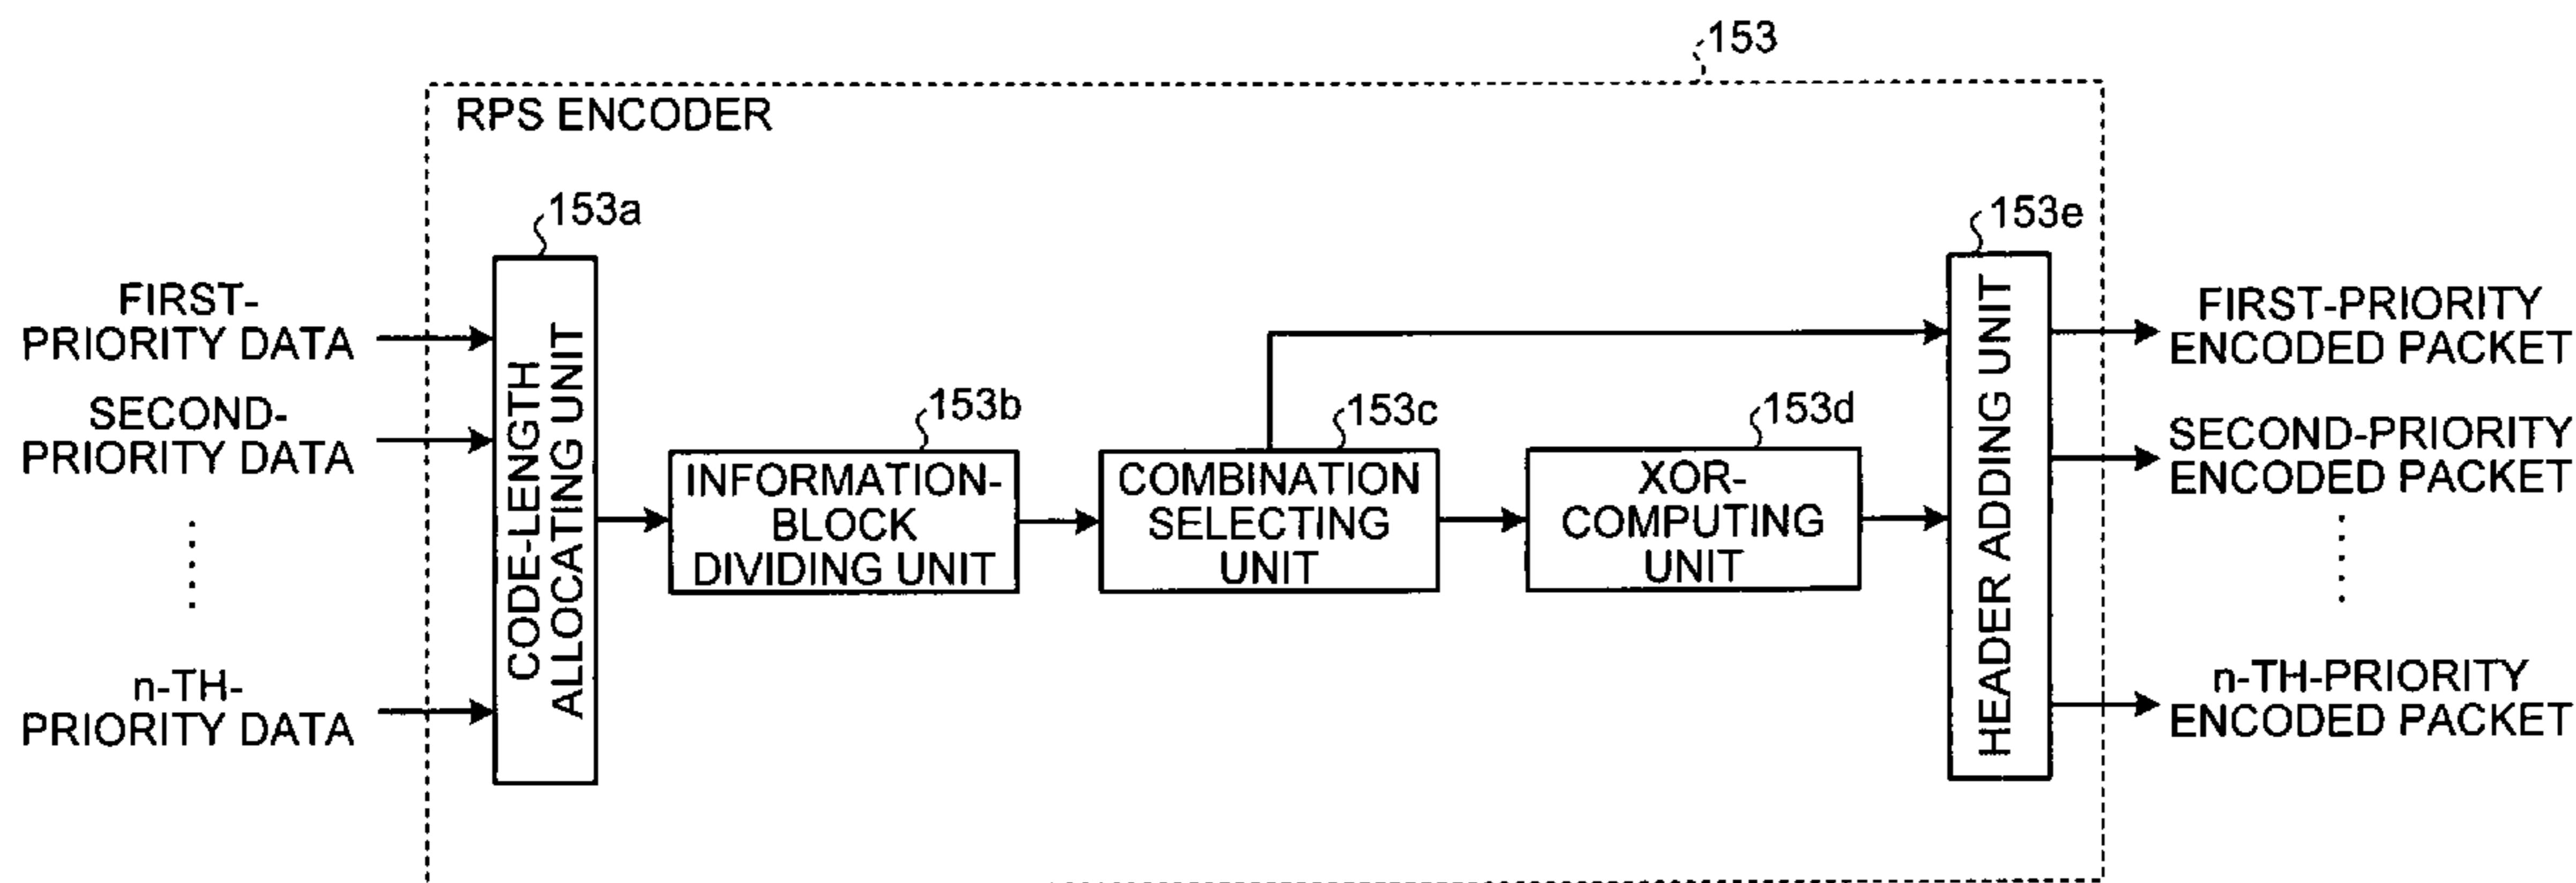 153
RPS ENCODER
153a
153e
FIRST-
PRIORITY DATA
SECOND-
PRIORITY DATA
n-TH-
PRIORITY DATA
CODE-LENGTH
ALLOCATING UNIT
153b
INFORMATION-
BLOCK
DIVIDING UNIT
153c
COMBINATION
SELECTING
UNIT
153d
XOR-
COMPUTING
UNIT
HEADER ADDING UNIT
FIRST-PRIORITY
ENCODED PACKET
SECOND-PRIORITY
ENCODED PACKET
n-TH-PRIORITY
ENCODED PACKET